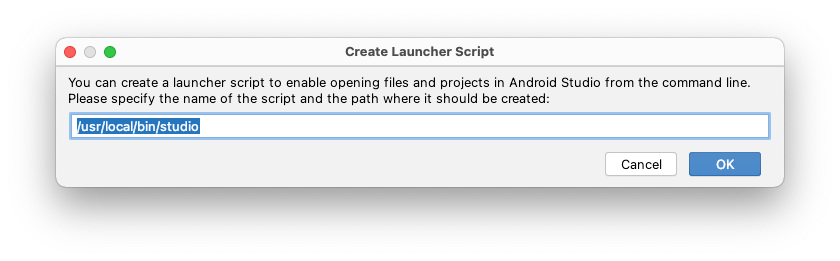 Create Launcher Script
You can create a launcher script to enable opening files and projects in Android Studio from the command line.
Please specify the name of the script and the path where it should be created:
/usr/local/bin/studio
Cancel OK